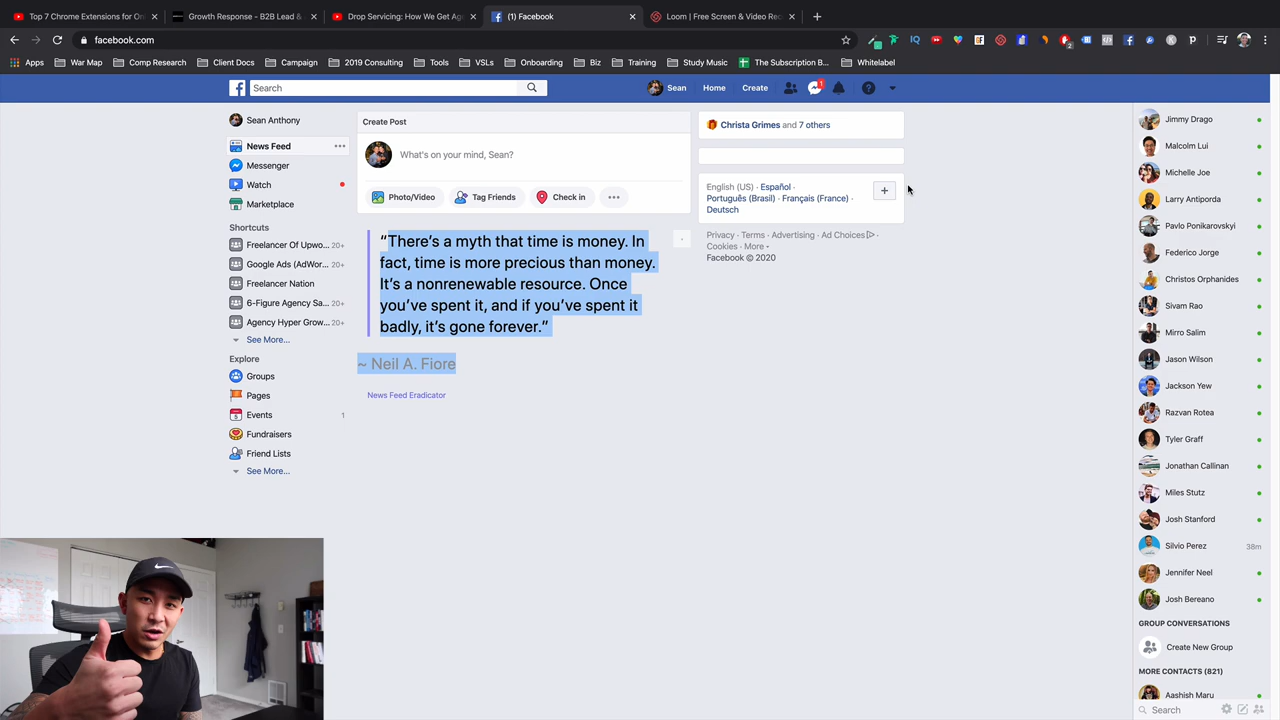 Top 7 Chrome Extensions for On
Growth Response - B2B Lead &
Drop Servicing: How We Get Ag
(1) Facebook
Loom | Free Screen & Video Rec
facebook.com
Apps
War Map
Comp Research
Client Docs
Campaign
2019 Consulting
Tools
VSLs
Onboarding
Biz
Training
Study Music
The Subscription B...
Whitelabel
Search
Sean
Home
Create
1
Sean Anthony
News Feed
Messenger
Watch
Marketplace
Shortcuts
Freelancer Of Upwo... 20+
Google Ads (AdWor... 20+
Freelancer Nation
6-Figure Agency Sa... 20+
Agency Hyper Grow... 20+
See More...
Explore
Groups
Pages
Events 1
Fundraisers
Friend Lists
See More...
Create Post
What's on your mind, Sean?
Photo/Video
Tag Friends
Check in
“There’s a myth that time is money. In
fact, time is more precious than money.
It’s a nonrenewable resource. Once
you’ve spent it, and if you’ve spent it
badly, it’s gone forever.”
~ Neil A. Fiore
News Feed Eradicator
Christa Grimes and 7 others
English (US) · Español ·
Português (Brasil) · Français (France) ·
Deutsch
Privacy · Terms · Advertising · Ad Choices ·
Cookies · More
Facebook © 2020
Jimmy Drago
Malcolm Lui
Michelle Joe
Larry Antiporda
Pavlo Ponikarovskyi
Federico Jorge
Christos Orphanides
Sivam Rao
Mirro Salim
Jason Wilson
Jackson Yew
Razvan Rotea
Tyler Graff
Jonathan Callinan
Miles Stutz
Josh Stanford
Silvio Perez 38m
Jennifer Neel
Josh Bereano
GROUP CONVERSATIONS
Create New Group
MORE CONTACTS (821)
Aashish Maru
Search